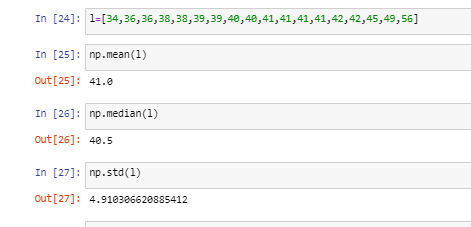 In [24]: l=[34,36,36,38,38,39,39,40,40,41,41,41,41,42,42,45,49,56]
In [25]: np.mean(l)
Out[25]: 41.0
In [26]: np.median(l)
Out[26]: 40.5
In [27]: np.std(l)
Out[27]: 4.910306620885412